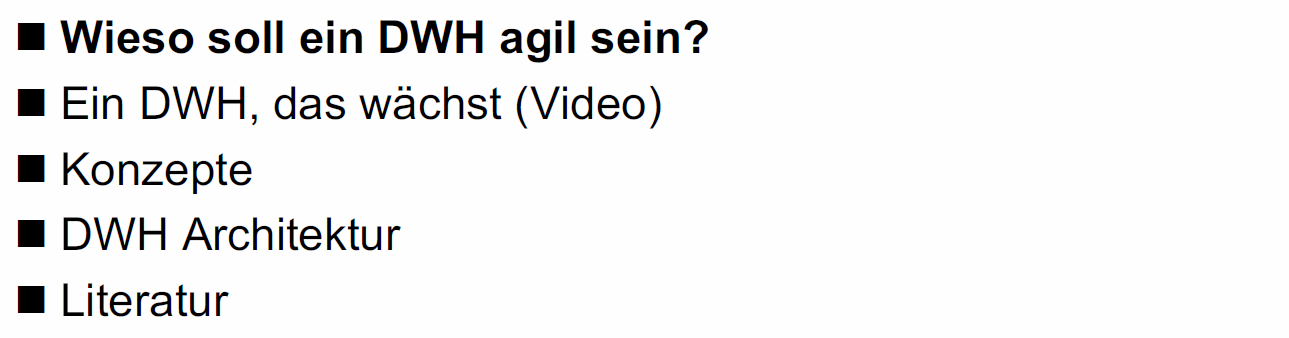 ■ Wieso soll ein DWH agil sein?
■ Ein DWH, das wächst (Video)
■ Konzepte
■ DWH Architektur
■ Literatur